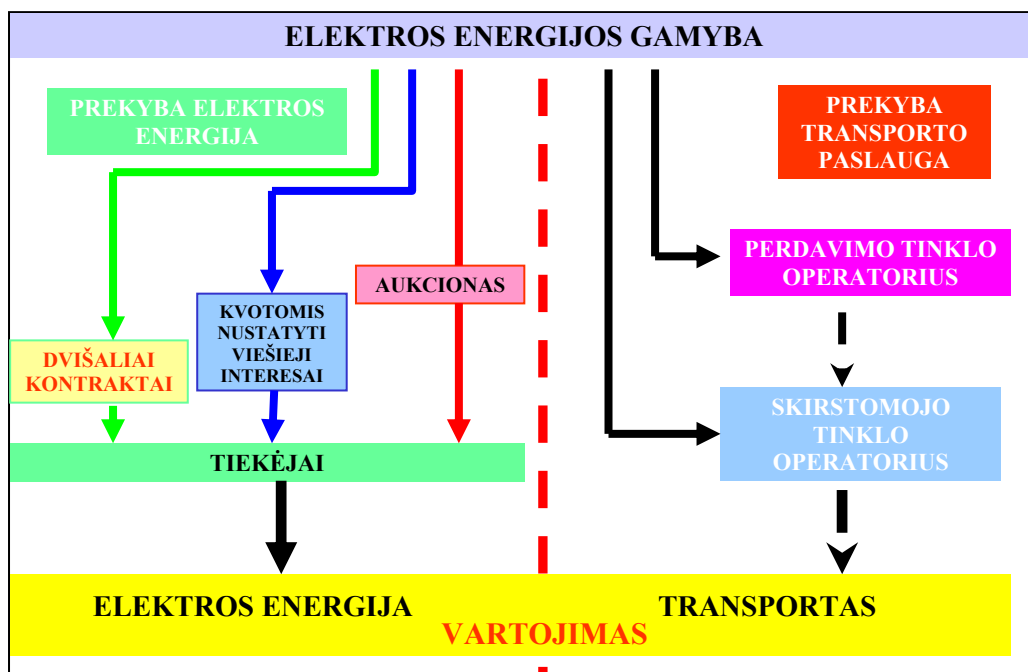 ELEKTROS ENERGIJOS GAMYBA
PREKYBA ELEKTROS
ENERGIJA
PREKYBA
TRANSPORTO
PASLAUGA
PERDAVIMO TINKLO
OPERATORIUS
AUKCIONAS
KVOTOMIS
NUSTATYTI
VIEŠIEJI
INTERESAI
DVIŠALIAI
KONTRAKTAI
SKIRSTOMOJO
TINKLO
OPERATORIUS
TIEKĖJAI
ELEKTROS ENERGIJA
TRANSPORTAS
VARTOJIMAS